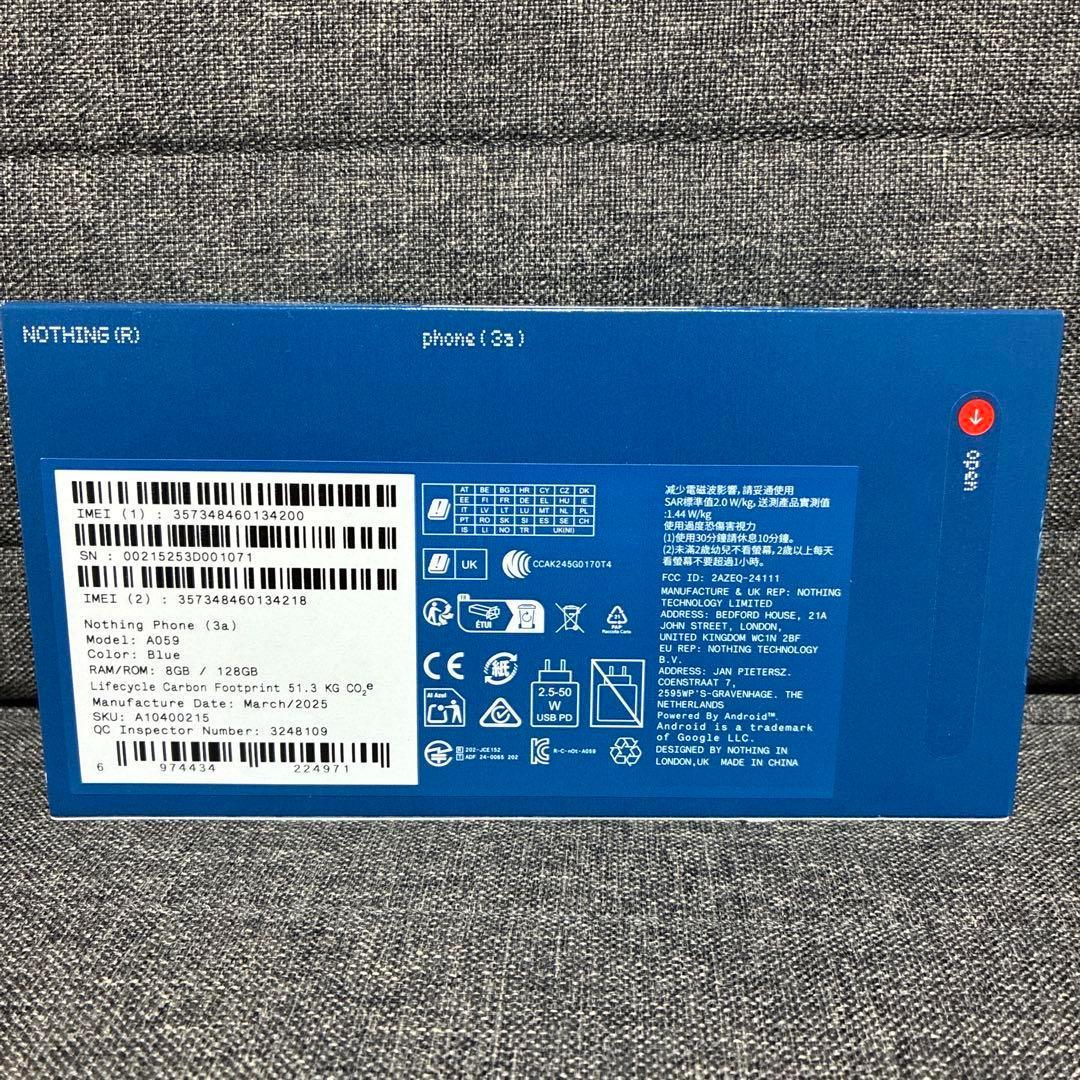 NOTHING(R)
phone(3a)
open
IMEI (1) : 357348460134200
SN : 00215253D001071
IMEI (2) : 357348460134218
Nothing Phone (3a)
Model: A059
Color: Blue
RAM/ROM: 8GB / 128GB
Lifecycle Carbon Footprint 51.3 KG CO₂e
Manufacture Date: March/2025
SKU: A10400215
QC Inspector Number: 3248109
6 974434 224971
AT BE BG HR CY CZ DK
EE FI FR DE EL HU IE
IT LV LT LU MT NL PL
PT RO SK SI ES SE CH
IS LI NO TR UK(NI)
UK
CCAK245G0170T4
FR
ÉTUI
PAP
Raccolta Carta
CE
紙
Al Azul
2.5-50
W
USB PD
R 202-JCE152
T ADF 24-0065 202
R-C-nOt-A059
減少電磁波影響,請妥適使用
SAR標準值2.0 W/kg, 送測產品實測值
:1.44 W/kg
使用過度恐傷害視力
(1)使用30分鐘請休息10分鐘。
(2)未滿2歲幼兒不看螢幕, 2歲以上每天
看螢幕不要超過1小時。
FCC ID: 2AZEQ-24111
MANUFACTURE & UK REP: NOTHING
TECHNOLOGY LIMITED
ADDRESS: BEDFORD HOUSE, 21A
JOHN STREET, LONDON,
UNITED KINGDOM WC1N 2BF
EU REP: NOTHING TECHNOLOGY
B.V.
ADDRESS: JAN PIETERSZ.
COENSTRAAT 7,
2595WP'S-GRAVENHAGE. THE
NETHERLANDS
Powered By Android™
Android is a trademark
of Google LLC.
DESIGNED BY NOTHING IN
LONDON,UK MADE IN CHINA